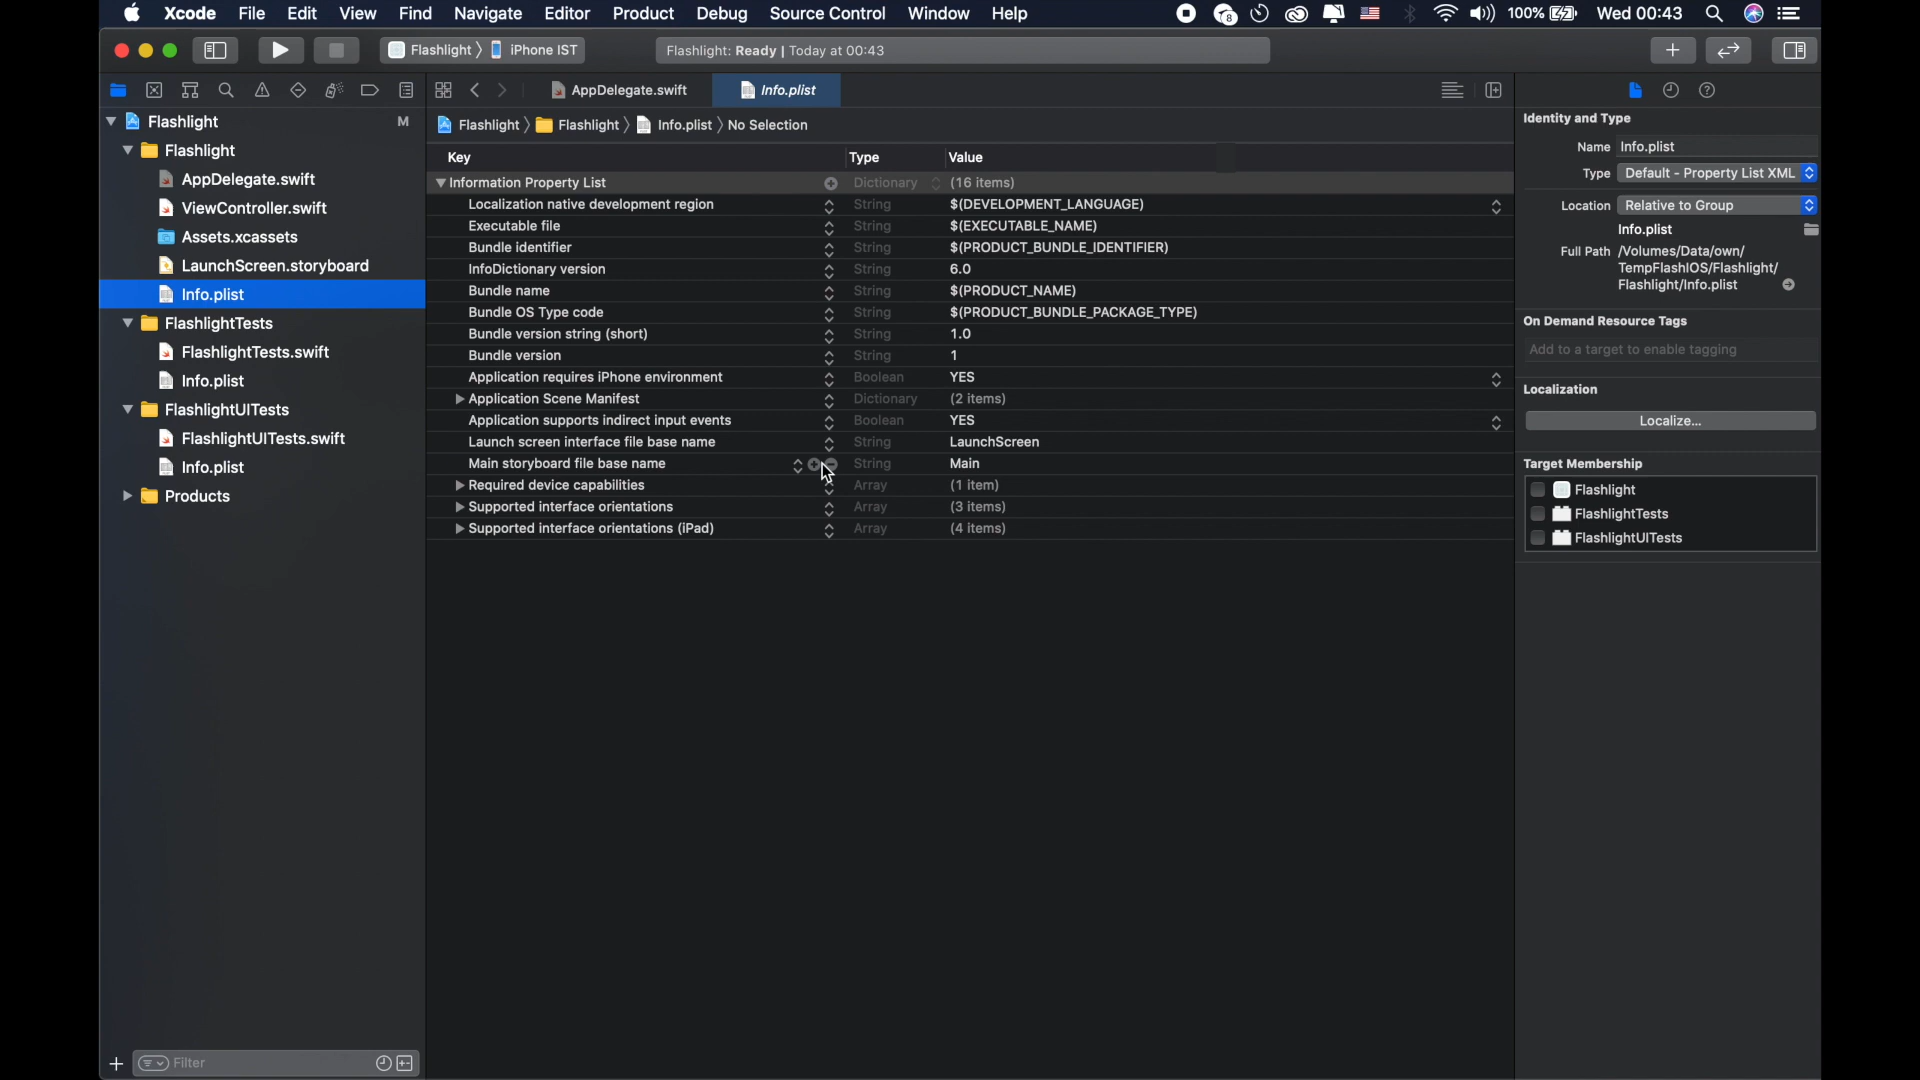 Xcode File Edit View Find Navigate Editor Product Debug Source Control Window Help 8 100% Wed 00:43
Flashlight iPhone IST Flashlight: Ready | Today at 00:43
AppDelegate.swift Info.plist
Flashlight M
Flashlight
AppDelegate.swift
ViewController.swift
Assets.xcassets
LaunchScreen.storyboard
Info.plist
FlashlightTests
FlashlightTests.swift
Info.plist
FlashlightUITests
FlashlightUITests.swift
Info.plist
Products
Filter
Flashlight Flashlight Info.plist No Selection
Key Type Value
Information Property List Dictionary (16 items)
Localization native development region String $(DEVELOPMENT_LANGUAGE)
Executable file String $(EXECUTABLE_NAME)
Bundle identifier String $(PRODUCT_BUNDLE_IDENTIFIER)
InfoDictionary version String 6.0
Bundle name String $(PRODUCT_NAME)
Bundle OS Type code String $(PRODUCT_BUNDLE_PACKAGE_TYPE)
Bundle version string (short) String 1.0
Bundle version String 1
Application requires iPhone environment Boolean YES
Application Scene Manifest Dictionary (2 items)
Application supports indirect input events Boolean YES
Launch screen interface file base name String LaunchScreen
Main storyboard file base name String Main
Required device capabilities Array (1 item)
Supported interface orientations Array (3 items)
Supported interface orientations (iPad) Array (4 items)
Identity and Type
Name Info.plist
Type Default - Property List XML
Location Relative to Group
Info.plist
Full Path /Volumes/Data/own/
TempFlashIOS/Flashlight/
Flashlight/Info.plist
On Demand Resource Tags
Add to a target to enable tagging
Localization
Localize...
Target Membership
Flashlight
FlashlightTests
FlashlightUITests